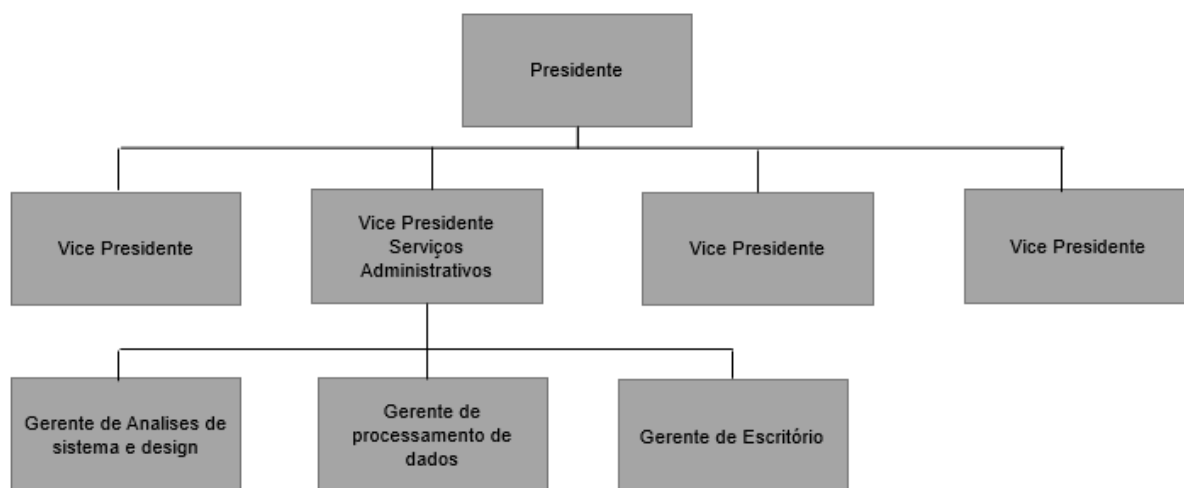 Presidente
Vice Presidente
Vice Presidente
Serviços
Administrativos
Vice Presidente
Vice Presidente
Gerente de Analises de
sistema e design
Gerente de
processamento de
dados
Gerente de Escritório